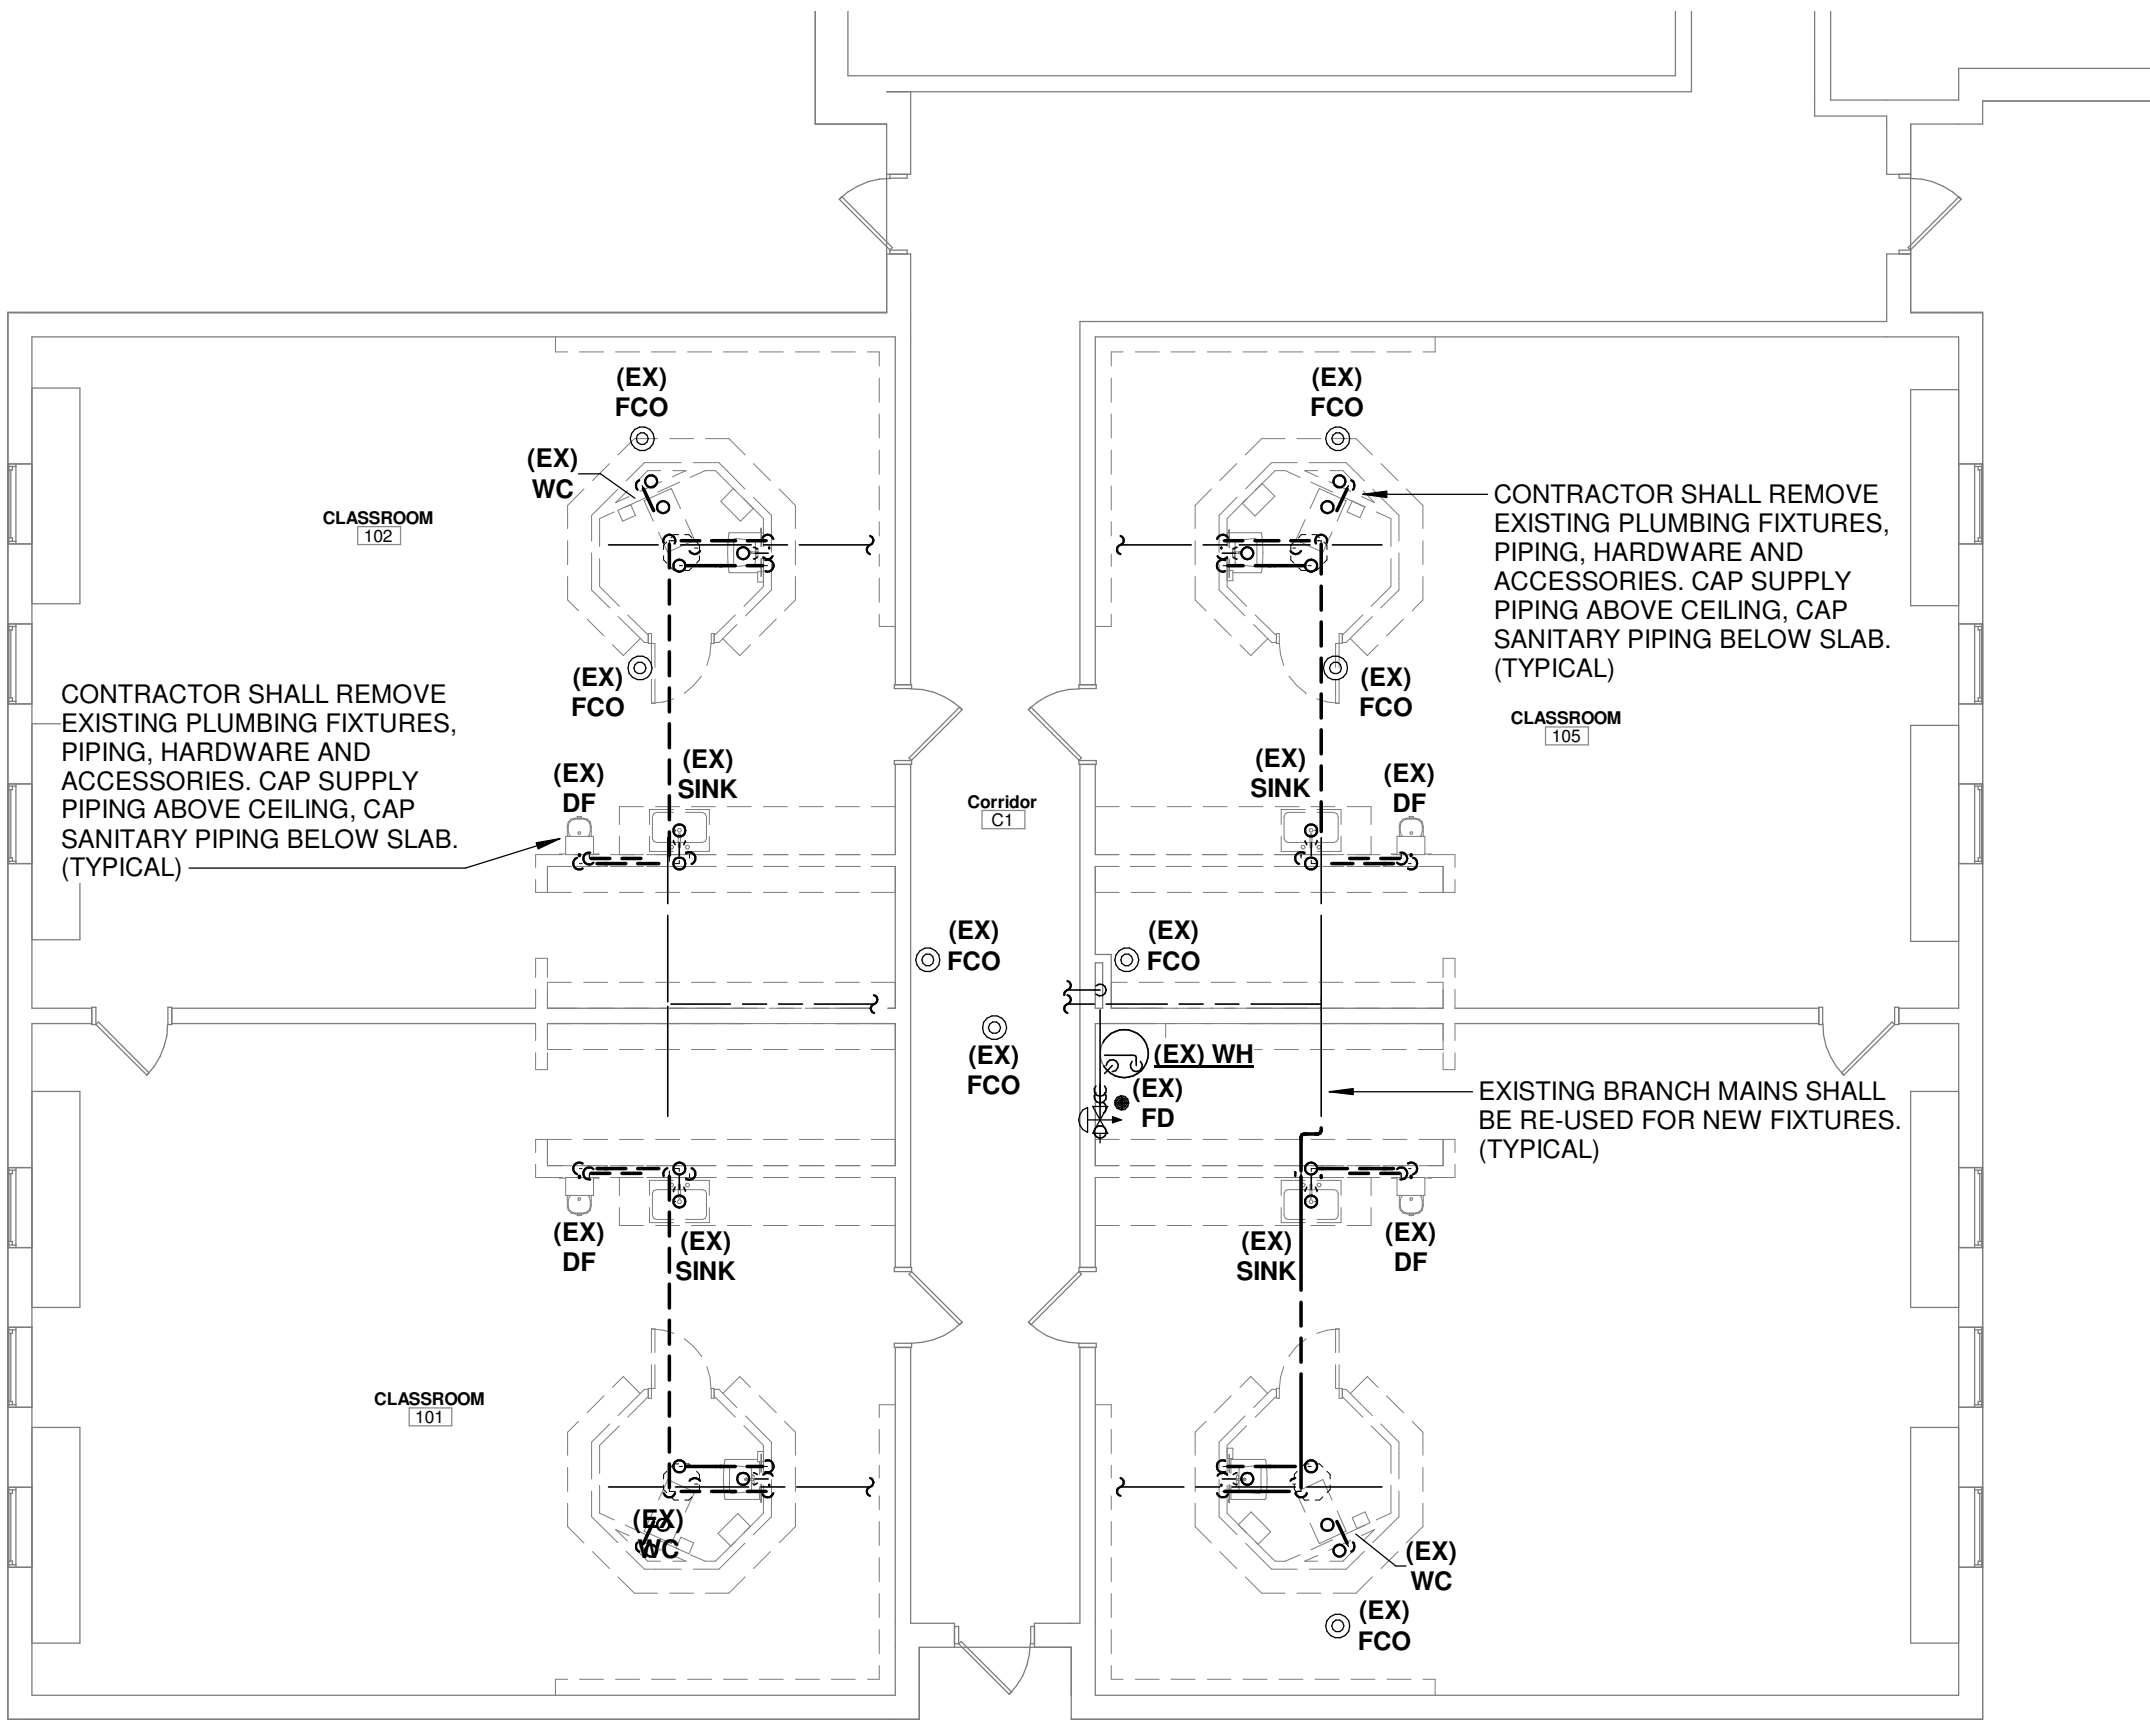 (EX)
FCO
(EX)
FCO
(EX)
WC
CONTRACTOR SHALL REMOVE
EXISTING PLUMBING FIXTURES,
PIPING, HARDWARE AND
ACCESSORIES. CAP SUPPLY
PIPING ABOVE CEILING, CAP
SANITARY PIPING BELOW SLAB.
(TYPICAL)
CLASSROOM
102
(EX)
FCO
(EX)
FCO
CONTRACTOR SHALL REMOVE
EXISTING PLUMBING FIXTURES,
PIPING, HARDWARE AND
ACCESSORIES. CAP SUPPLY
PIPING ABOVE CEILING, CAP
SANITARY PIPING BELOW SLAB.
(TYPICAL)
CLASSROOM
105
(EX)
DF
(EX)
SINK
(EX)
SINK
(EX)
DF
Corridor
C1
(EX)
FCO
(EX)
FCO
(EX)
FCO
(EX) WH
(EX)
FD
EXISTING BRANCH MAINS SHALL
BE RE-USED FOR NEW FIXTURES.
(TYPICAL)
(EX)
DF
(EX)
SINK
(EX)
SINK
(EX)
DF
CLASSROOM
101
(EX)
WC
(EX)
WC
(EX)
FCO